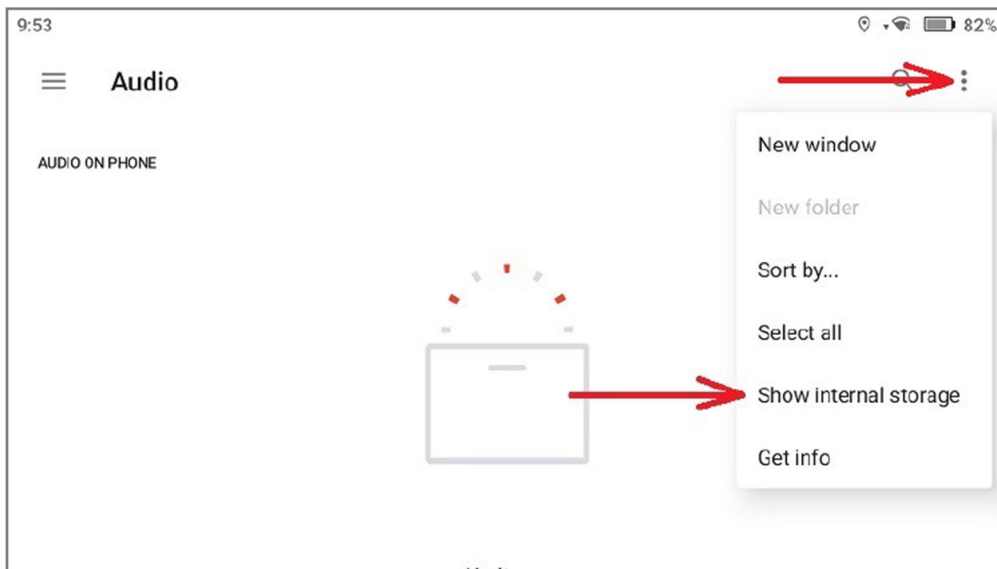 9:53
82%
Audio
AUDIO ON PHONE
New window
New folder
Sort by...
Select all
Show internal storage
Get info